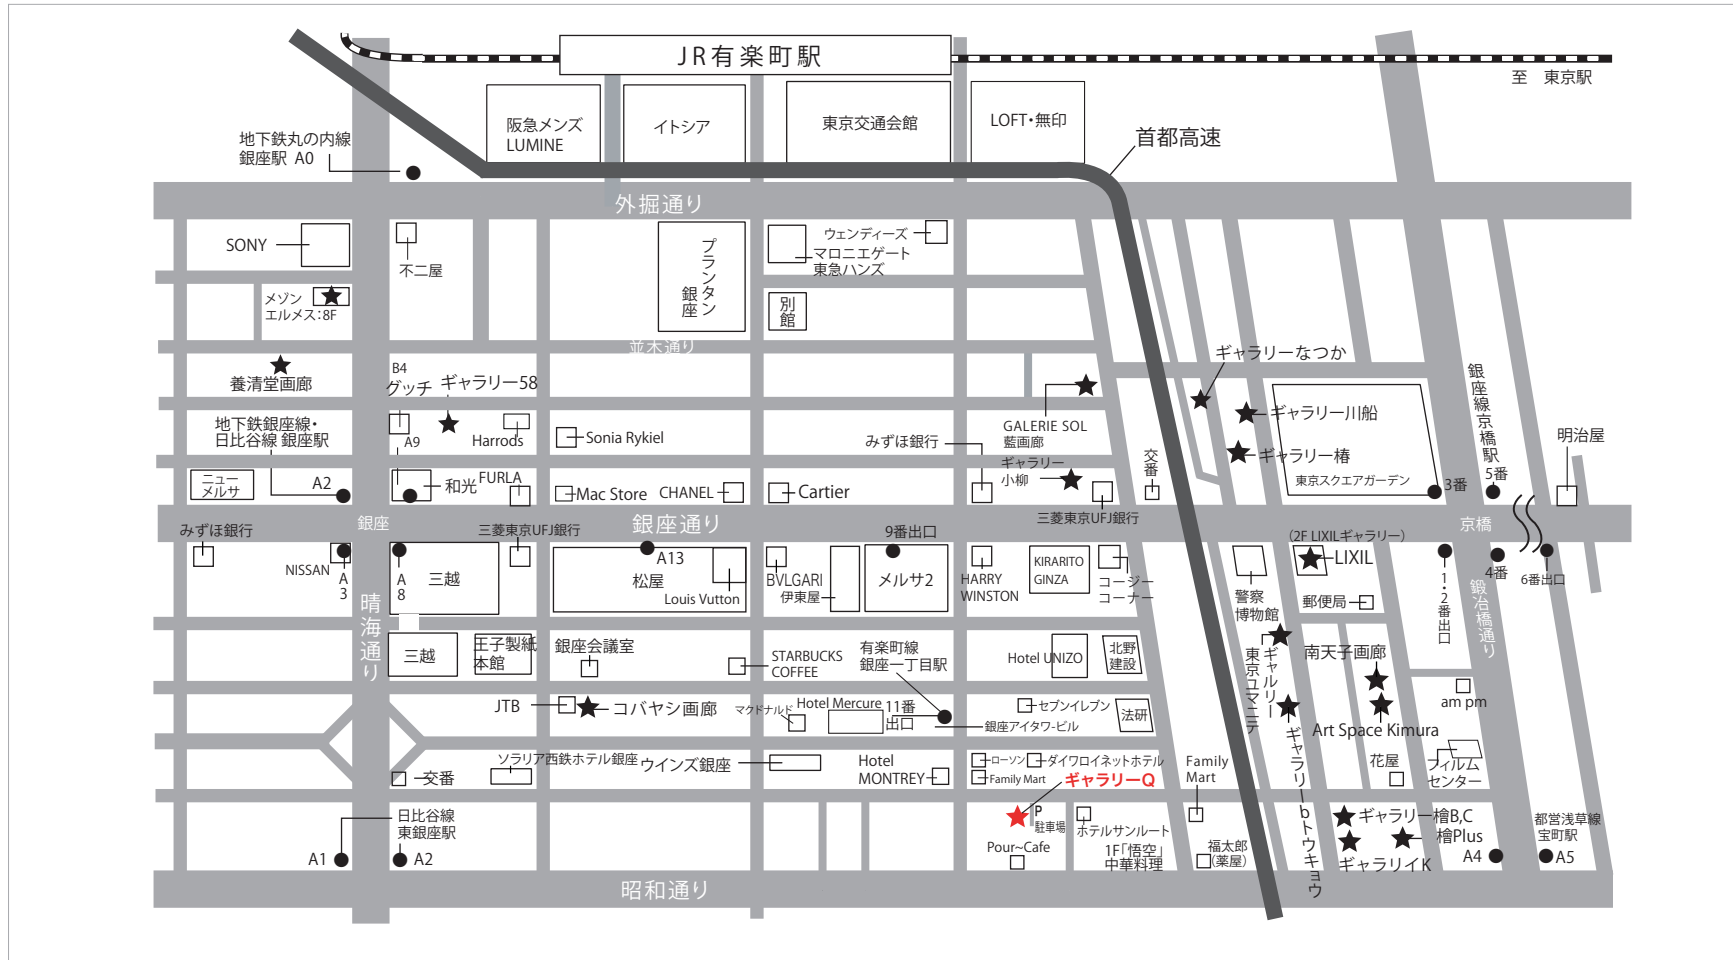 JR有楽町駅
至 東京駅
阪急メンズ
LUMINE
イトシア
東京交通会館
LOFT・無印
首都高速
地下鉄丸の内線
銀座駅 A0
外掘通り
SONY
不二屋
プランタン
銀座
ウェンディーズ
マロニエゲート
東急ハンズ
メゾン
エルメス:8F
別館
並木通り
養清堂画廊
B4
グッチ
ギャラリー58
ギャラリーなつか
地下鉄銀座線・
日比谷線 銀座駅
A9
Harrods
Sonia Rykiel
みずほ銀行
GALERIE SOL
藍画廊
ギャラリー
小柳
交番
ギャラリー川船
ギャラリー椿
東京スクエアガーデン
銀座線京橋駅
5番
3番
明治屋
ニュー
メルサ
A2
和光
FURLA
Mac Store
CHANEL
Cartier
三菱東京UFJ銀行
銀座
銀座通り
京橋
みずほ銀行
三菱東京UFJ銀行
9番出口
(2F LIXILギャラリー)
LIXIL
NISSAN
A3
A8
三越
A13
松屋
Louis Vutton
BVLGARI
伊東屋
メルサ2
HARRY
WINSTON
KIRARITO
GINZA
コージー
コーナー
警察
博物館
郵便局
1・2番出口
4番
6番出口
鍛冶橋通り
晴海通り
三越
王子製紙
本館
銀座会議室
STARBUCKS
COFFEE
有楽町線
銀座一丁目駅
Hotel UNIZO
北野
建設
ギャルリー
東京ユマニテ
南天子画廊
JTB
コバヤシ画廊
マクドナルド
Hotel Mercure
11番
出口
セブンイレブン
銀座アイタワ-ビル
法研
am pm
Art Space Kimura
交番
ソラリア西鉄ホテル銀座
ウインズ銀座
Hotel
MONTREY
ローソン
ダイワロイネットホテル
Family Mart
ギャラリーQ
Family
Mart
ギャラリーbトウキョウ
花屋
フィルム
センター
日比谷線
東銀座駅
A1
A2
P
駐車場
Pour~Cafe
ホテルサンルート
1F「悟空」
中華料理
福太郎
(薬屋)
ギャラリー檜B,C
檜Plus
ギャラリイK
都営浅草線
宝町駅
A4
A5
昭和通り